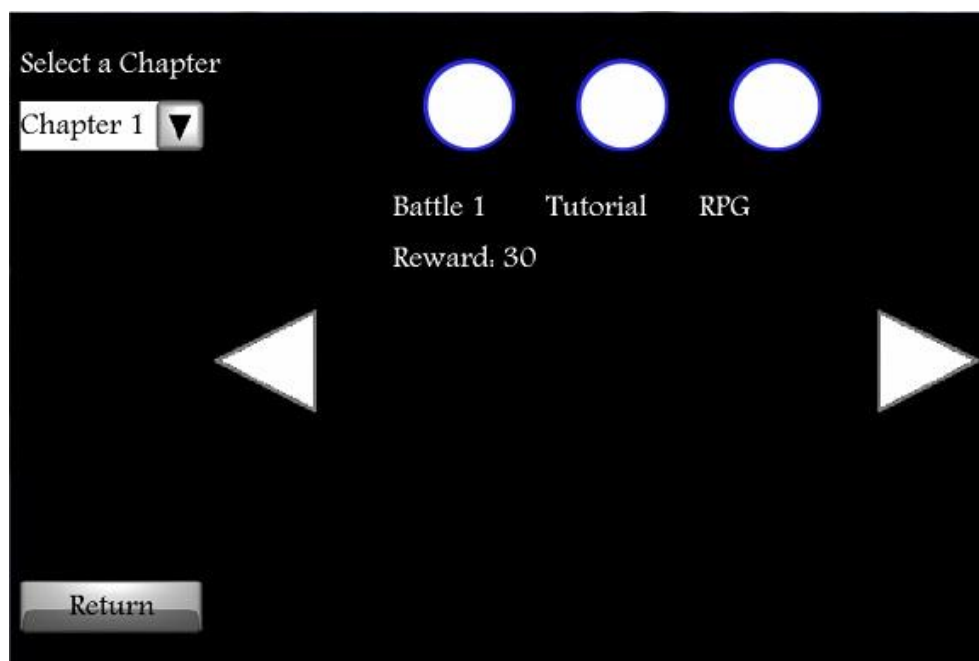 Select a Chapter
Chapter 1
Battle 1 Tutorial RPG
Reward: 30
Return